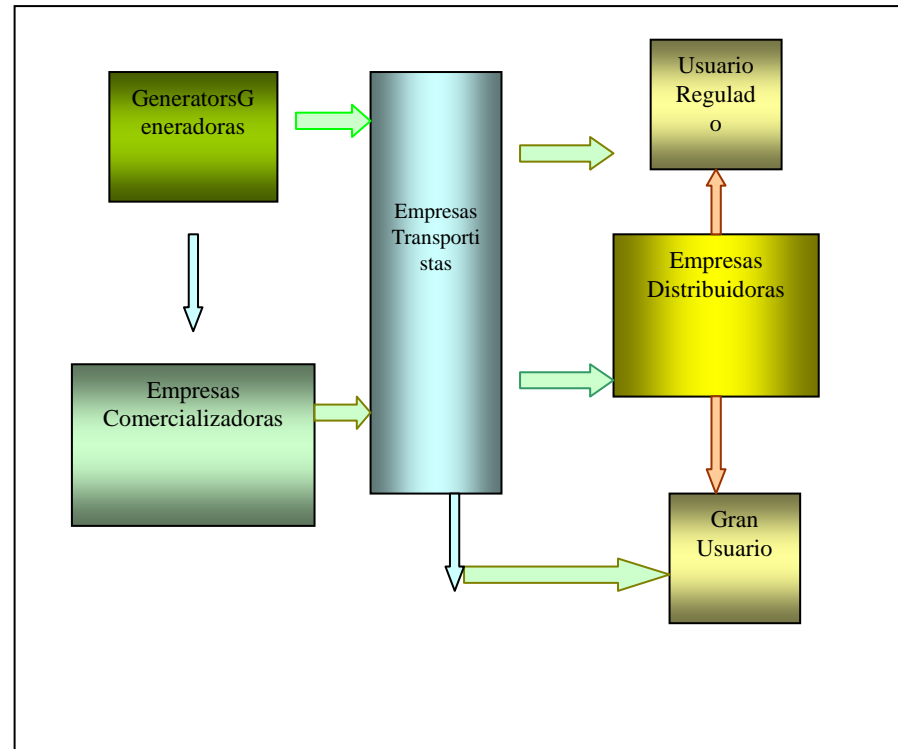 GeneratorsG
eneradoras
Empresas
Transporti
stas
Usuario
Regulad
o
Empresas
Distribuidoras
Empresas
Comercializadoras
Gran
Usuario